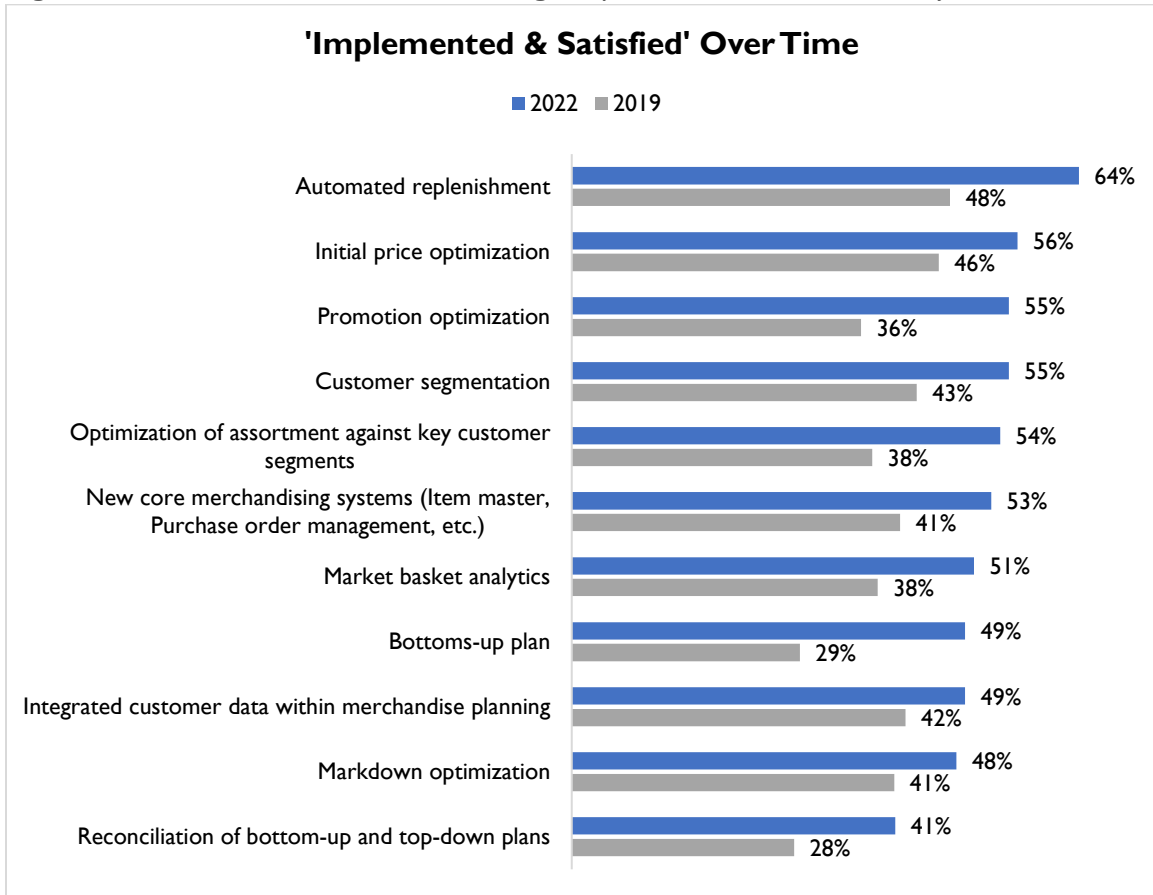 'Implemented & Satisfied' Over Time
2022 2019
Automated replenishment
64%
48%
Initial price optimization
56%
46%
Promotion optimization
55%
36%
Customer segmentation
55%
43%
Optimization of assortment against key customer
segments
54%
38%
New core merchandising systems (Item master,
Purchase order management, etc.)
53%
41%
Market basket analytics
51%
38%
Bottoms-up plan
49%
29%
Integrated customer data within merchandise planning
49%
42%
Markdown optimization
48%
41%
Reconciliation of bottom-up and top-down plans
41%
28%